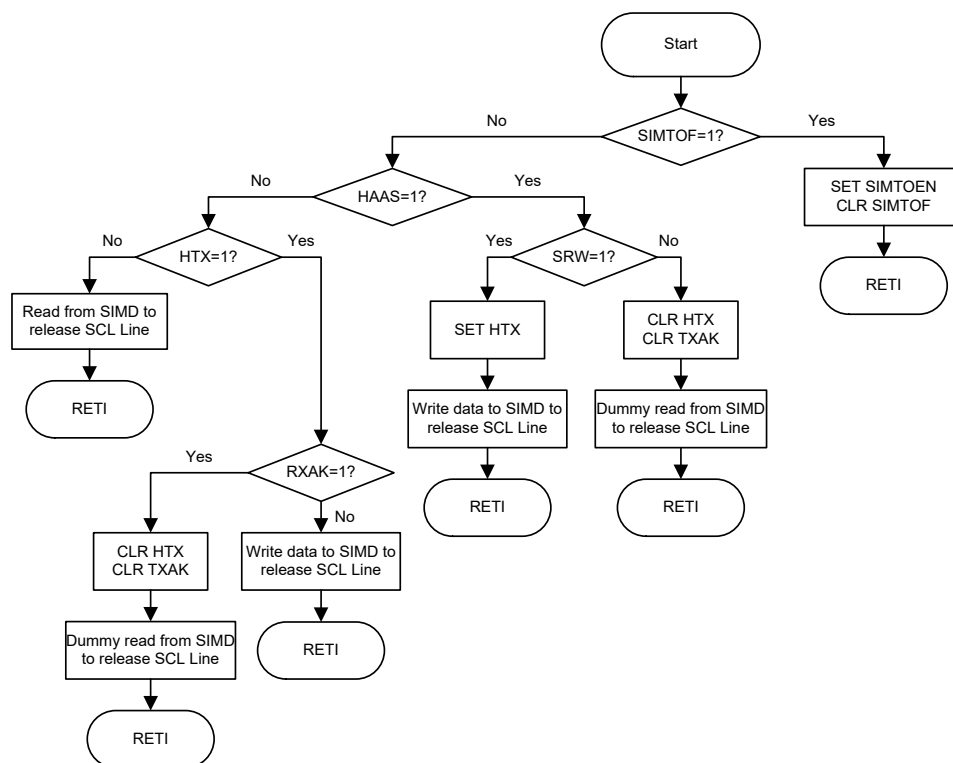 Start
No
SIMTOF=1?
Yes
No
HAAS=1?
Yes
SET SIMTOEN
CLR SIMTOF
No
HTX=1?
Yes
Yes
SRW=1?
No
RETI
Read from SIMD to
release SCL Line
SET HTX
CLR HTX
CLR TXAK
RETI
Write data to SIMD to
release SCL Line
Dummy read from SIMD
to release SCL Line
Yes
RXAK=1?
RETI
RETI
No
CLR HTX
CLR TXAK
Write data to SIMD to
release SCL Line
Dummy read from SIMD
to release SCL Line
RETI
RETI